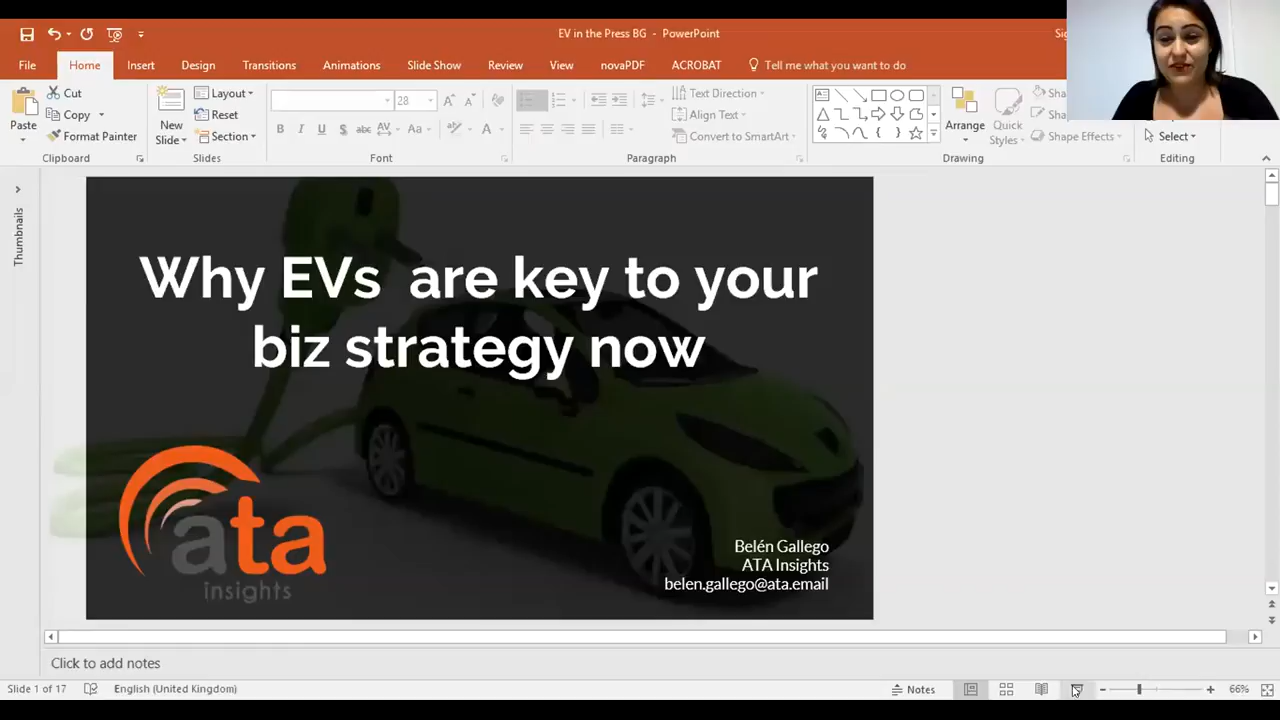 EV in the Press BG - PowerPoint
File
Home
Insert
Design
Transitions
Animations
Slide Show
Review
View
novaPDF
ACROBAT
Tell me what you want to do
Paste
Cut
Copy
Format Painter
Clipboard
New
Slide
Layout
Reset
Section
Slides
28
B I U S abc AV Aa A
Font
Text Direction
Align Text
Convert to SmartArt
Paragraph
Arrange
Quick
Styles
Shape Effects
Drawing
Select
Editing
Thumbnails
Why EVs are key to your
biz strategy now
ata
insights
Belén Gallego
ATA Insights
belen.gallego@ata.email
Click to add notes
Slide 1 of 17
English (United Kingdom)
Notes
66%